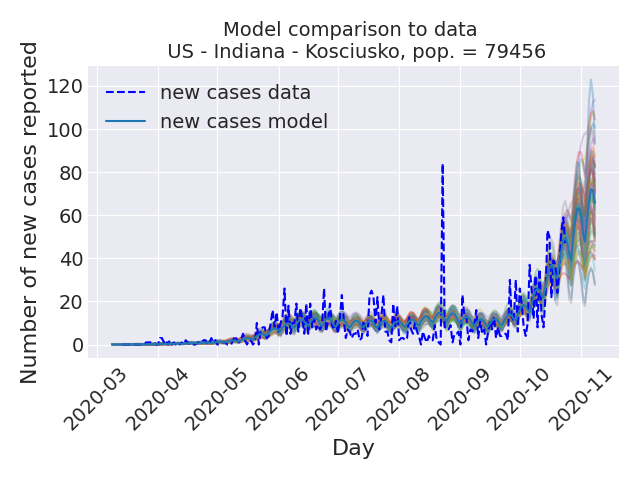 Model comparison to data
US - Indiana - Kosciusko, pop. = 79456
Number of new cases reported
120
100
80
60
40
20
0
new cases data
new cases model
2020-03
2020-04
2020-05
2020-06
2020-07
2020-08
2020-09
2020-10
2020-11
Day